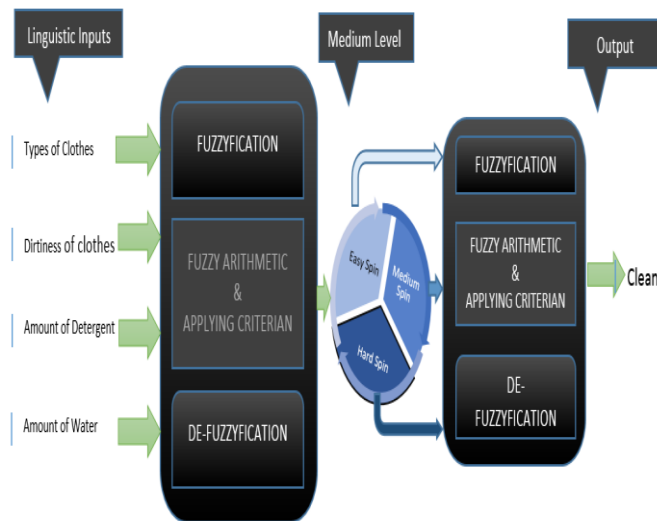 Linguistic Inputs
Medium Level
Output
Types of Clothes
Dirtiness of clothes
Amount of Detergent
Amount of Water
FUZZYFICATION
FUZZY ARITHMETIC
&
APPLYING CRITERIAN
DE-FUZZYFICATION
Easy Spin
Medium
Spin
Hard Spin
FUZZYFICATION
FUZZY ARITHMETIC
&
APPLYING CRITERIAN
DE-
FUZZYFICATION
Clean